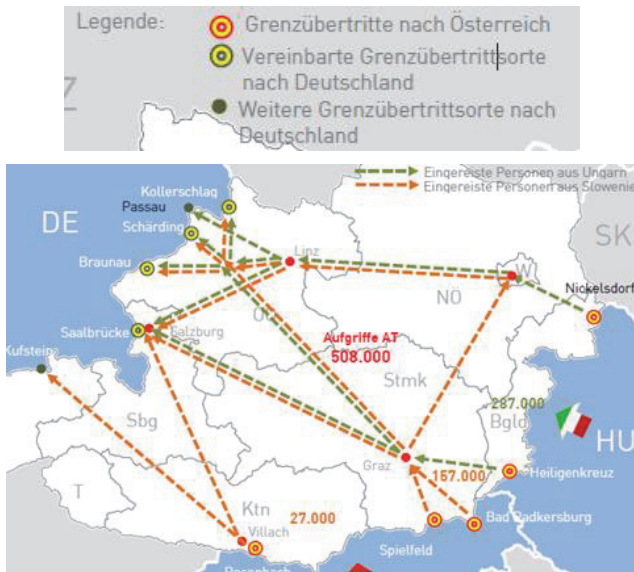 Legende:
Grenzübertritte nach Österreich
Vereinbarte Grenzübertrittsorte
nach Deutschland
Weitere Grenzübertrittsorte nach
Deutschland
Z
Eingereiste Personen aus Ungarn
Eingereiste Personen aus Slowenie
Kollerschlag
Passau
DE
Schärding
SK
Linz
W
Braunau
Nickelsdorf
NÖ
OÖ
Saalbrücke
Salzburg
Aufgriffe AT
508.000
Kufstein
Stmk
287.000
Sbg
Bgld
HU
Graz
157.000
Heiligenkreuz
T
Ktn
27.000
Bad Radkersburg
Villach
Spielfeld